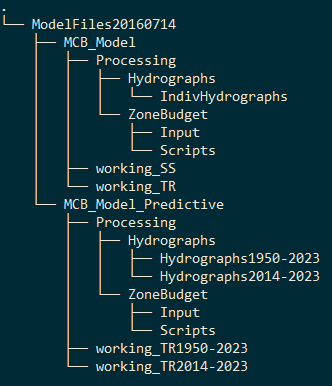 .
└── ModelFiles20160714
    ├── MCB_Model
    │   ├── Processing
    │   │   ├── Hydrographs
    │   │   │   └── IndivHydrographs
    │   │   └── ZoneBudget
    │   │       ├── Input
    │   │       └── Scripts
    │   ├── working_SS
    │   └── working_TR
    └── MCB_Model_Predictive
        ├── Processing
        │   ├── Hydrographs
        │   │   ├── Hydrographs1950-2023
        │   │   └── Hydrographs2014-2023
        │   └── ZoneBudget
        │       ├── Input
        │       └── Scripts
        ├── working_TR1950-2023
        └── working_TR2014-2023